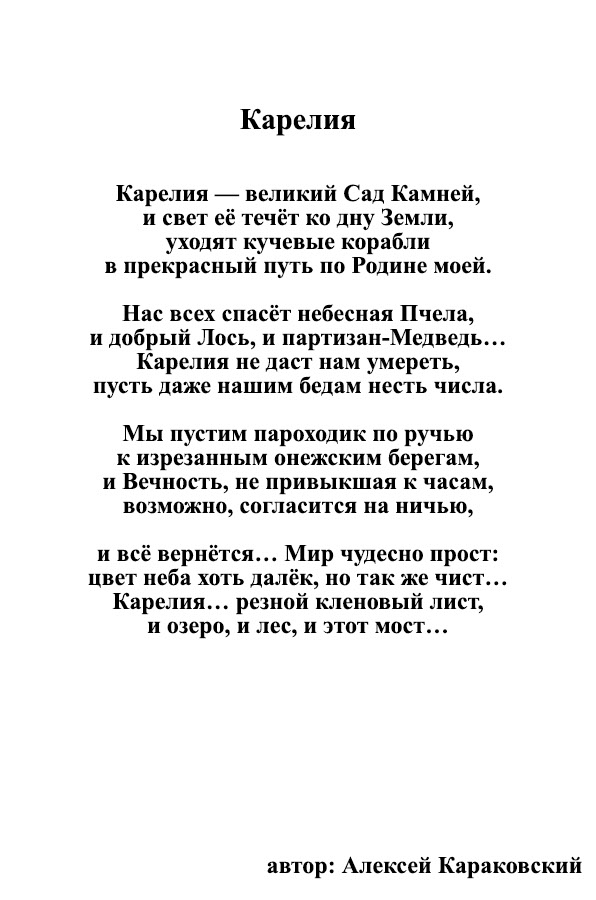 Карелия
Карелия — великий Сад Камней,
и свет её течёт ко дну Земли,
уходят кучевые корабли
в прекрасный путь по Родине моей.
Нас всех спасёт небесная Пчела,
и добрый Лось, и партизан-Медведь…
Карелия не даст нам умереть,
пусть даже нашим бедам несть числа.
Мы пустим пароходик по ручью
к изрезанным онежским берегам,
и Вечность, не привыкшая к часам,
возможно, согласится на ничью,
и всё вернётся… Мир чудесно прост:
цвет неба хоть далёк, но так же чист…
Карелия… резной кленовый лист,
и озеро, и лес, и этот мост…
автор: Алексей Караковский